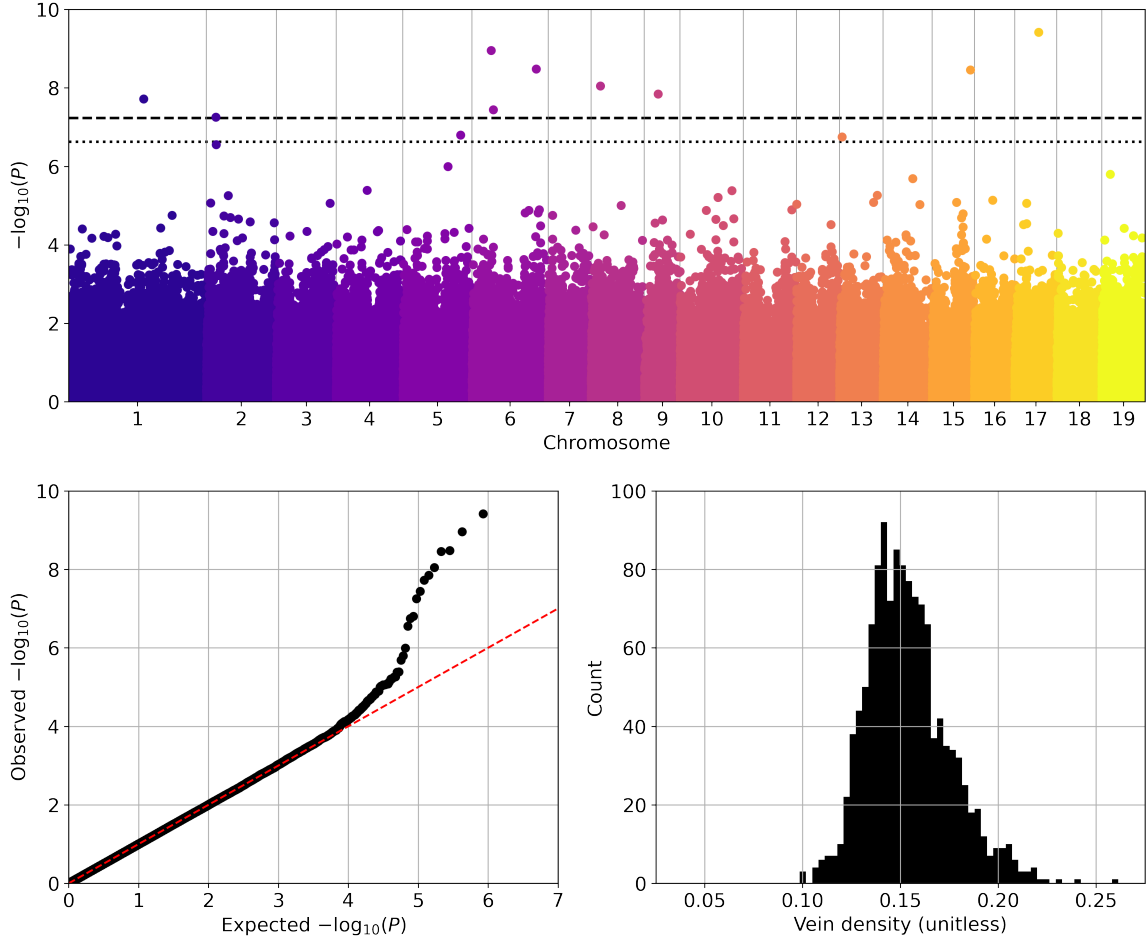 10
8
6
4
2
0
−log10(P)
1 2 3 4 5 6 7 8 9 10 11 12 13 14 15 16 17 18 19
Chromosome
10
8
6
4
2
0
Observed −log10(P)
0 1 2 3 4 5 6 7
Expected −log10(P)
100
80
60
40
20
0
Count
0.05 0.10 0.15 0.20 0.25
Vein density (unitless)